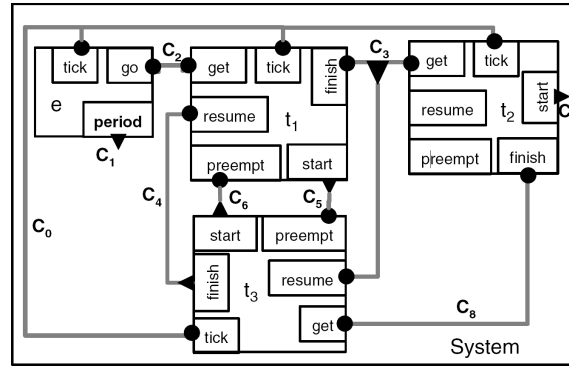 C2
C3
tick
go
get
tick
finish
get
tick
e
period
resume
t1
resume
t2
start
C
C1
preempt
start
preempt
finish
C4
C6
C5
C0
start
preempt
finish
t3
resume
get
tick
C8
System